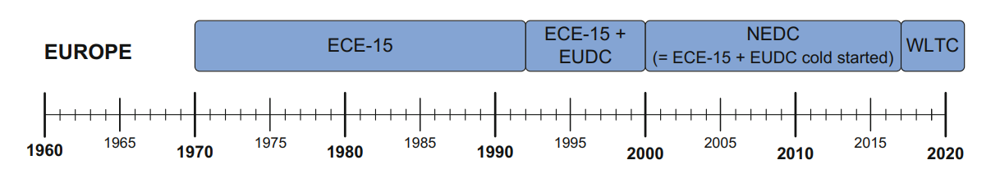 EUROPE
ECE-15
ECE-15 +
EUDC
NEDC
(= ECE-15 + EUDC cold started)
WLTC
1960
1965
1970
1975
1980
1985
1990
1995
2000
2005
2010
2015
2020